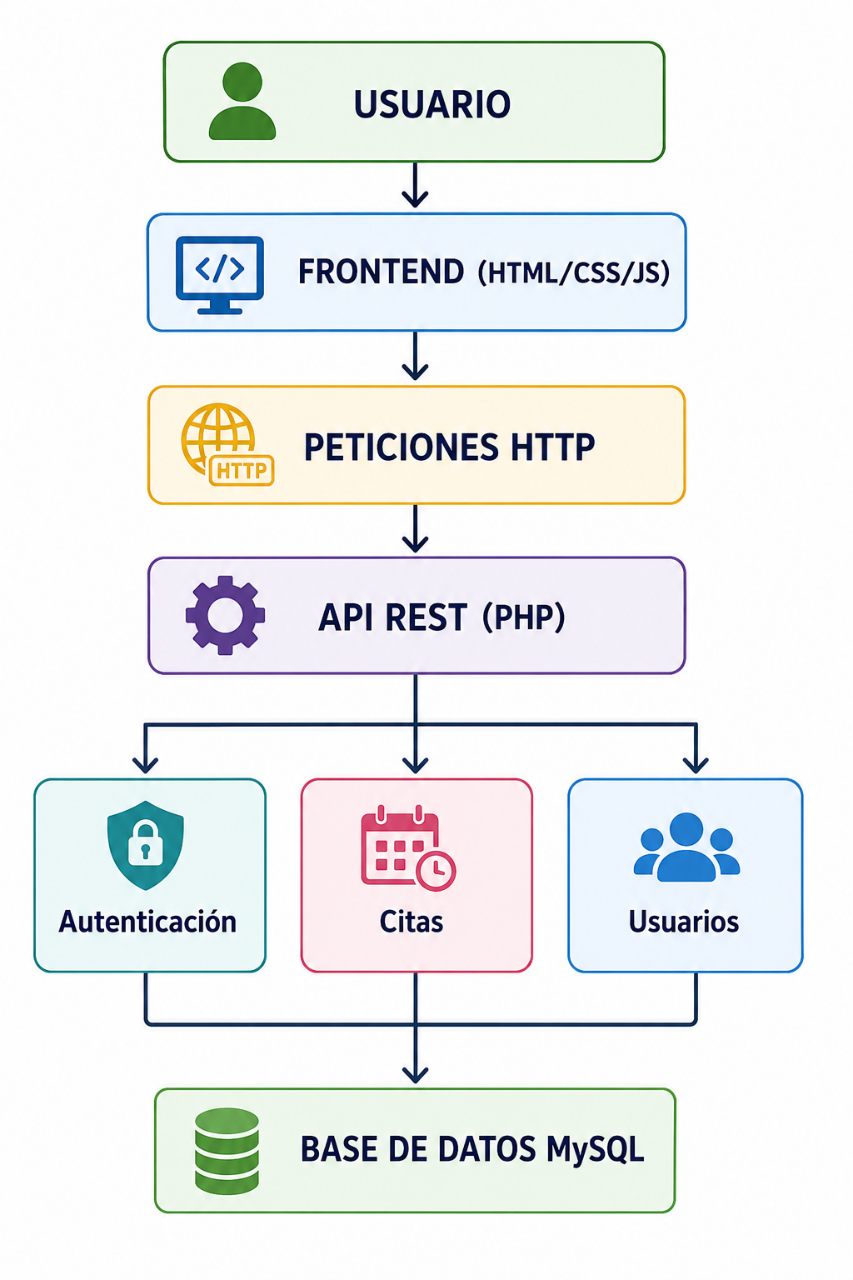 USUARIO
</>
FRONTEND (HTML/CSS/JS)
HTTP
PETICIONES HTTP
API REST (PHP)
Autenticación
Citas
Usuarios
BASE DE DATOS MySQL